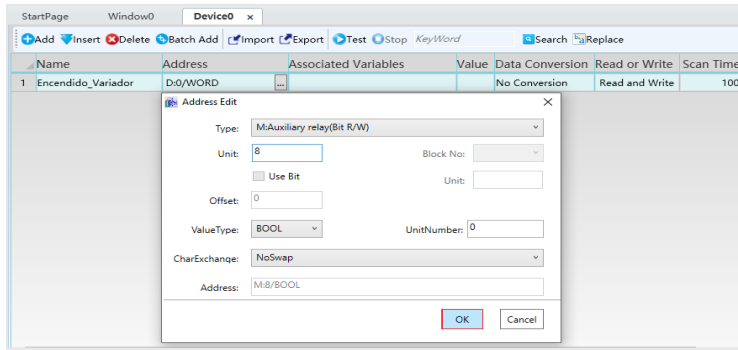 StartPage Window0 Device0 ×
Add Insert Delete Batch Add Import Export Test Stop KeyWord Search Replace
Name Address Associated Variables Value Data Conversion Read or Write Scan Time
1 Encendido_Variador D:0/WORD ... No Conversion Read and Write 100
Address Edit ×
Type: M:Auxiliary relay(Bit R/W)
Unit: 8 Block No:
Use Bit Unit:
Offset: 0
ValueType: BOOL UnitNumber: 0
CharExchange: NoSwap
Address: M:8/BOOL
OK Cancel